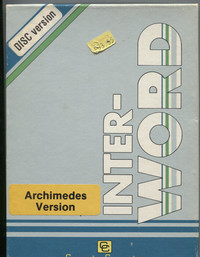 DISC version
INTER-
WORD
Archimedes
Version